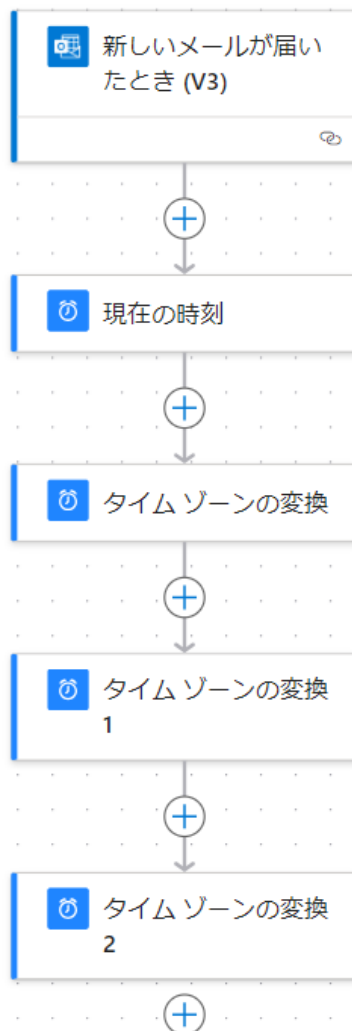 新しいメールが届い
たとき (V3)
現在の時刻
タイム ゾーンの変換
タイム ゾーンの変換
1
タイム ゾーンの変換
2